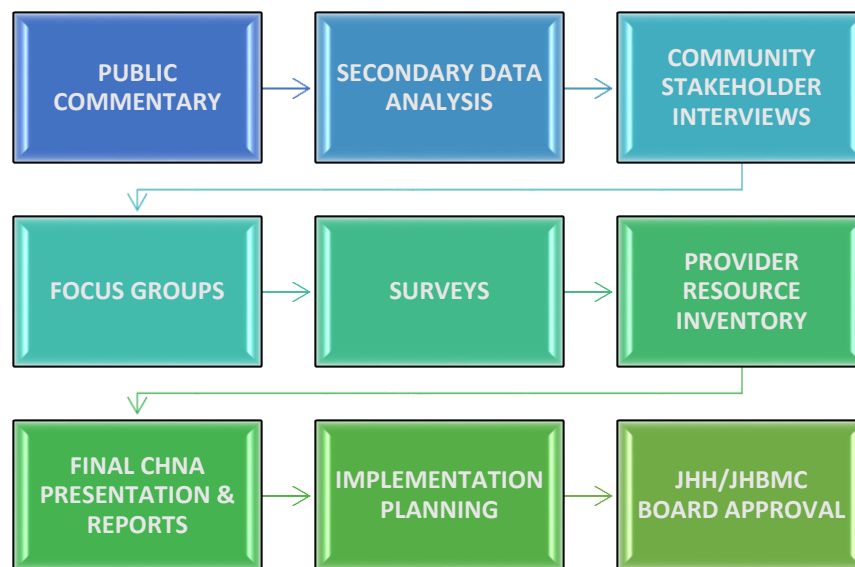 PUBLIC
COMMENTARY
SECONDARY DATA
ANALYSIS
COMMUNITY
STAKEHOLDER
INTERVIEWS
FOCUS GROUPS
SURVEYS
PROVIDER
RESOURCE
INVENTORY
FINAL CHNA
PRESENTATION &
REPORTS
IMPLEMENTATION
PLANNING
JHH/JHBMC
BOARD APPROVAL